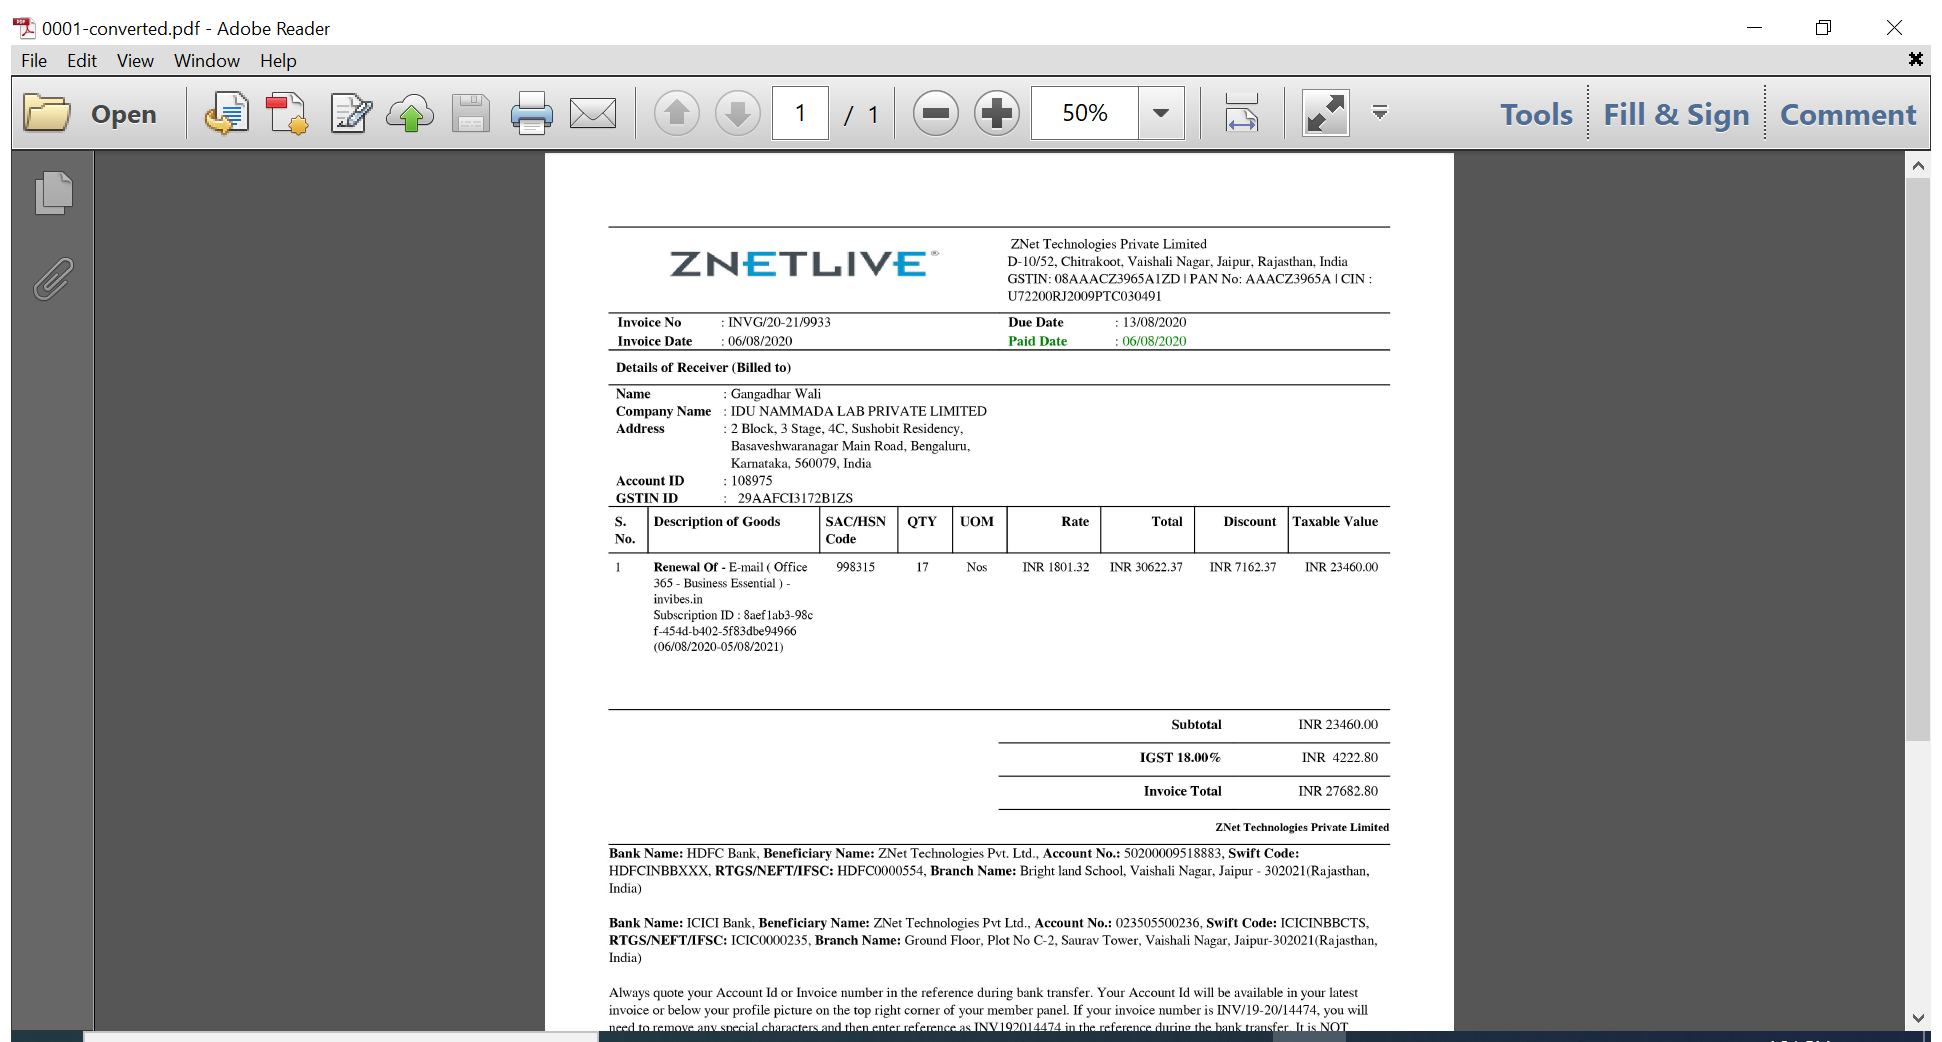 0001-converted.pdf - Adobe Reader
File Edit View Window Help
Open 1 / 1 50% Tools Fill & Sign Comment
ZNETLIVE®
ZNet Technologies Private Limited
D-10/52, Chitrakoot, Vaishali Nagar, Jaipur, Rajasthan, India
GSTIN: 08AAACZ3965A1ZD | PAN No: AAACZ3965A | CIN :
U72200RJ2009PTC030491
Invoice No : INVG/20-21/9933 Due Date : 13/08/2020
Invoice Date : 06/08/2020 Paid Date : 06/08/2020
Details of Receiver (Billed to)
Name : Gangadhar Wali
Company Name : IDU NAMMADA LAB PRIVATE LIMITED
Address : 2 Block, 3 Stage, 4C, Sushobit Residency,
Basaveshwaranagar Main Road, Bengaluru,
Karnataka, 560079, India
Account ID : 108975
GSTIN ID : 29AAFCI3172B1ZS
S. Description of Goods SAC/HSN QTY UOM Rate Total Discount Taxable Value
No. Code
1 Renewal Of - E-mail ( Office 998315 17 Nos INR 1801.32 INR 30622.37 INR 7162.37 INR 23460.00
365 - Business Essential ) -
invibes.in
Subscription ID : 8aef1ab3-98c
f-454d-b402-5f83dbe94966
(06/08/2020-05/08/2021)
Subtotal INR 23460.00
IGST 18.00% INR 4222.80
Invoice Total INR 27682.80
ZNet Technologies Private Limited
Bank Name: HDFC Bank, Beneficiary Name: ZNet Technologies Pvt. Ltd., Account No.: 50200009518883, Swift Code:
HDFCINBBXXX, RTGS/NEFT/IFSC: HDFC0000554, Branch Name: Bright land School, Vaishali Nagar, Jaipur - 302021(Rajasthan,
India)
Bank Name: ICICI Bank, Beneficiary Name: ZNet Technologies Pvt Ltd., Account No.: 023505500236, Swift Code: ICICINBBCTS,
RTGS/NEFT/IFSC: ICIC0000235, Branch Name: Ground Floor, Plot No C-2, Saurav Tower, Vaishali Nagar, Jaipur-302021(Rajasthan,
India)
Always quote your Account Id or Invoice number in the reference during bank transfer. Your Account Id will be available in your latest
invoice or below your profile picture on the top right corner of your member panel. If your invoice number is INV/19-20/14474, you will
need to remove any special characters and then enter reference as INV192014474 in the reference during the bank transfer. It is NOT